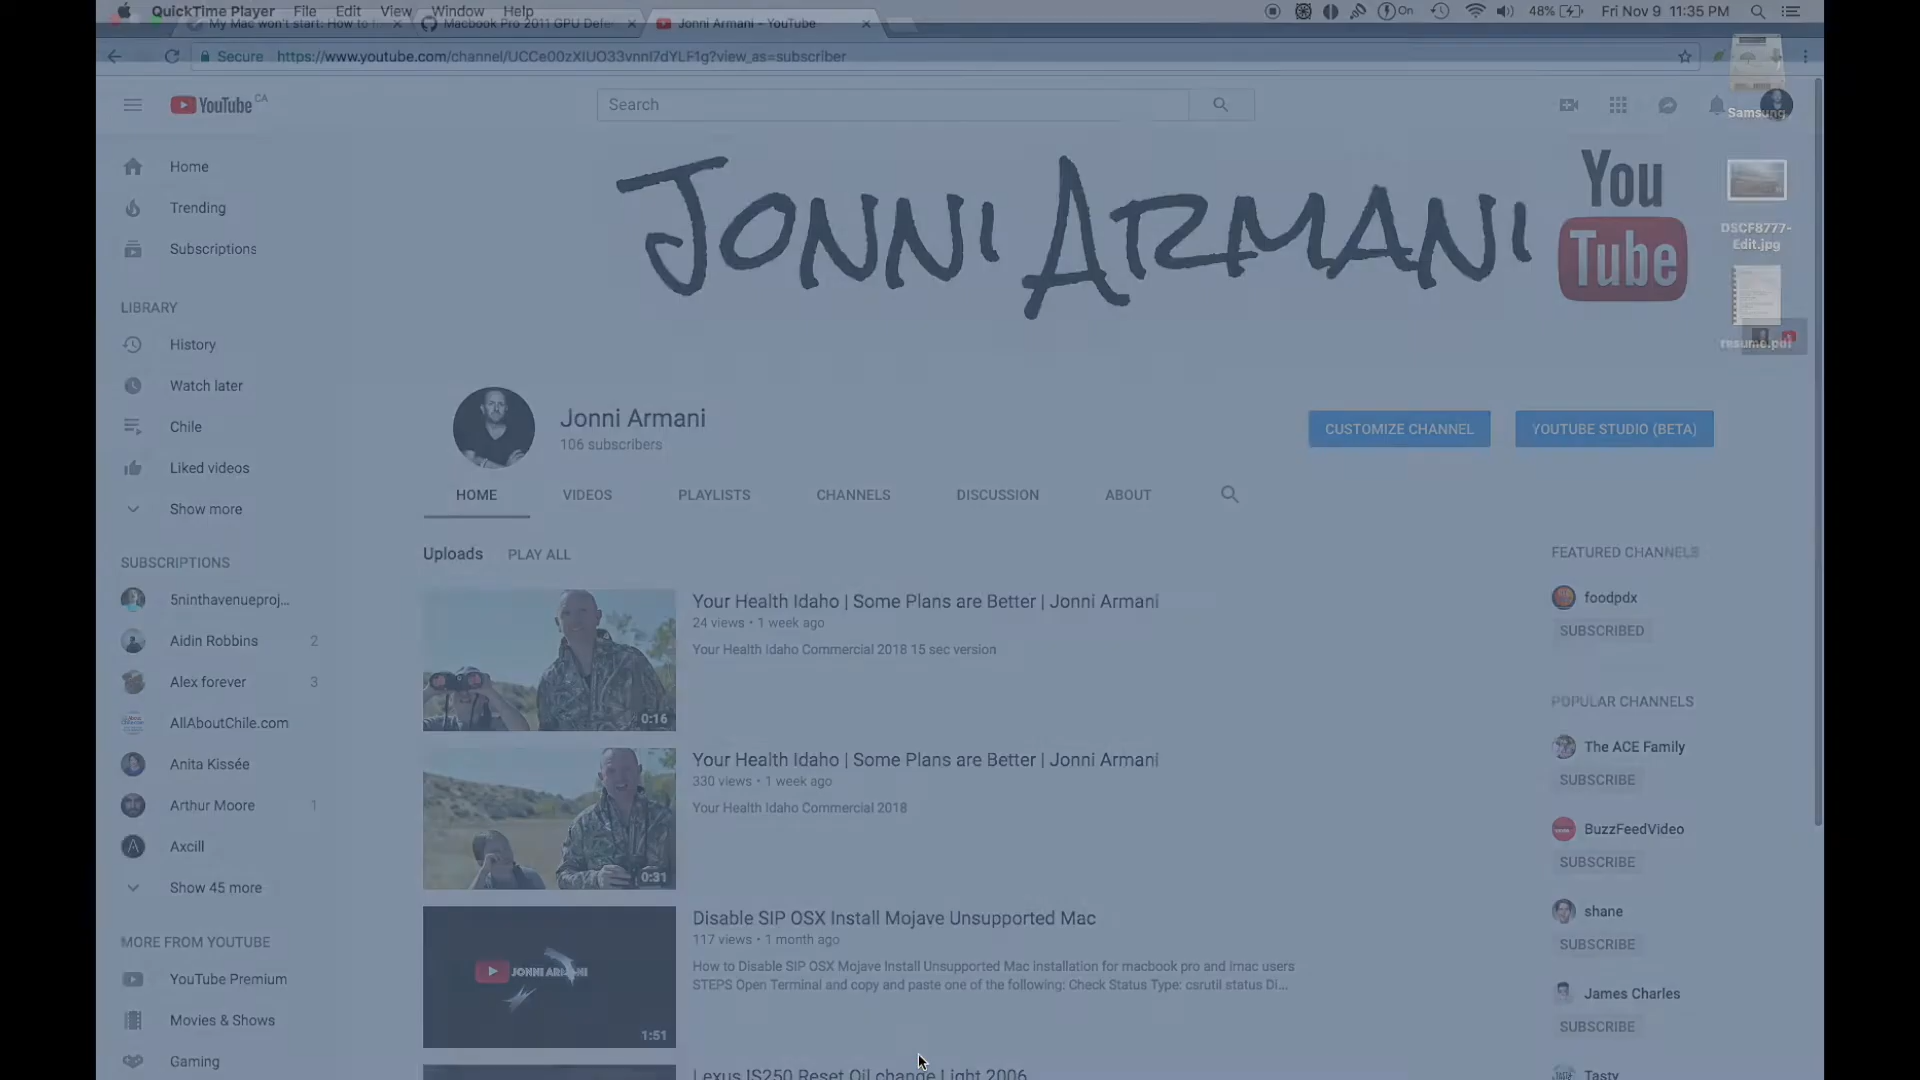 QuickTime Player File Edit View Window Help
On 48% Fri Nov 9 11:35 PM
My Mac won't start: How to
Macbook Pro 2011 GPU Defe
Jonni Armani - YouTube
Secure https://www.youtube.com/channel/UCCe00zXIUO33vnnI7dYLF1g?view_as=subscriber
YouTube CA
Search
Samsung
DSCF8777-
Edit.jpg
resume.pdf
JONNI ARMANI
You
Tube
Home
Trending
Subscriptions
LIBRARY
History
Watch later
Chile
Liked videos
Show more
SUBSCRIPTIONS
5ninthavenueproj...
Aidin Robbins 2
Alex forever 3
AllAboutChile.com
Anita Kissée
Arthur Moore 1
Axcill
Show 45 more
MORE FROM YOUTUBE
YouTube Premium
Movies & Shows
Gaming
Jonni Armani
106 subscribers
CUSTOMIZE CHANNEL
YOUTUBE STUDIO (BETA)
HOME VIDEOS PLAYLISTS CHANNELS DISCUSSION ABOUT
Uploads PLAY ALL
0:16
Your Health Idaho | Some Plans are Better | Jonni Armani
24 views • 1 week ago
Your Health Idaho Commercial 2018 15 sec version
0:31
Your Health Idaho | Some Plans are Better | Jonni Armani
330 views • 1 week ago
Your Health Idaho Commercial 2018
JONNI ARMANI
1:51
Disable SIP OSX Install Mojave Unsupported Mac
117 views • 1 month ago
How to Disable SIP OSX Mojave Install Unsupported Mac installation for macbook pro and imac users
STEPS Open Terminal and copy and paste one of the following: Check Status Type: csrutil status Di...
Lexus IS250 Reset Oil change Light 2006
FEATURED CHANNELS
foodpdx
SUBSCRIBED
POPULAR CHANNELS
The ACE Family
SUBSCRIBE
BuzzFeedVideo
SUBSCRIBE
shane
SUBSCRIBE
James Charles
SUBSCRIBE
Tasty